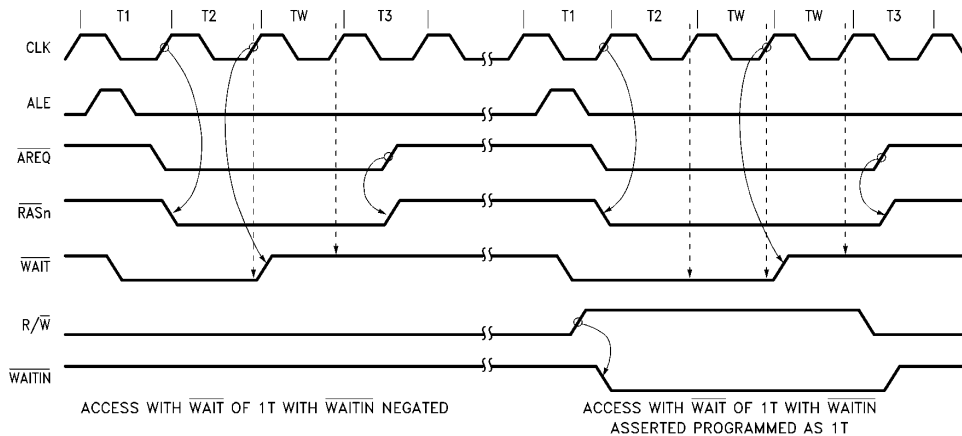 T1 T2 TW T3 T1 T2 TW TW T3
CLK
ALE
AREQ
RASn
WAIT
R/W
WAITIN
ACCESS WITH WAIT OF 1T WITH WAITIN NEGATED
ACCESS WITH WAIT OF 1T WITH WAITIN
ASSERTED PROGRAMMED AS 1T